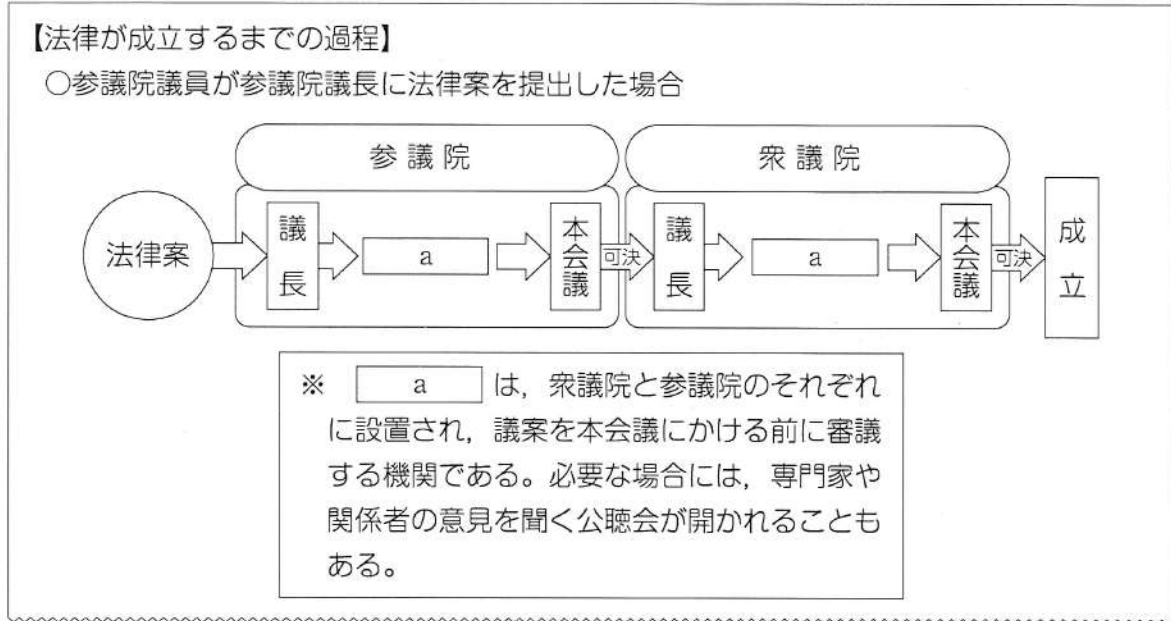 【法律が成立するまでの過程】
○参議院議員が参議院議長に法律案を提出した場合
参議院
衆議院
法律案
議長
a
本会議
可決
議長
a
本会議
可決
成立
※ a は，衆議院と参議院のそれぞれ
に設置され，議案を本会議にかける前に審議
する機関である。必要な場合には，専門家や
関係者の意見を聞く公聴会が開かれることも
ある。